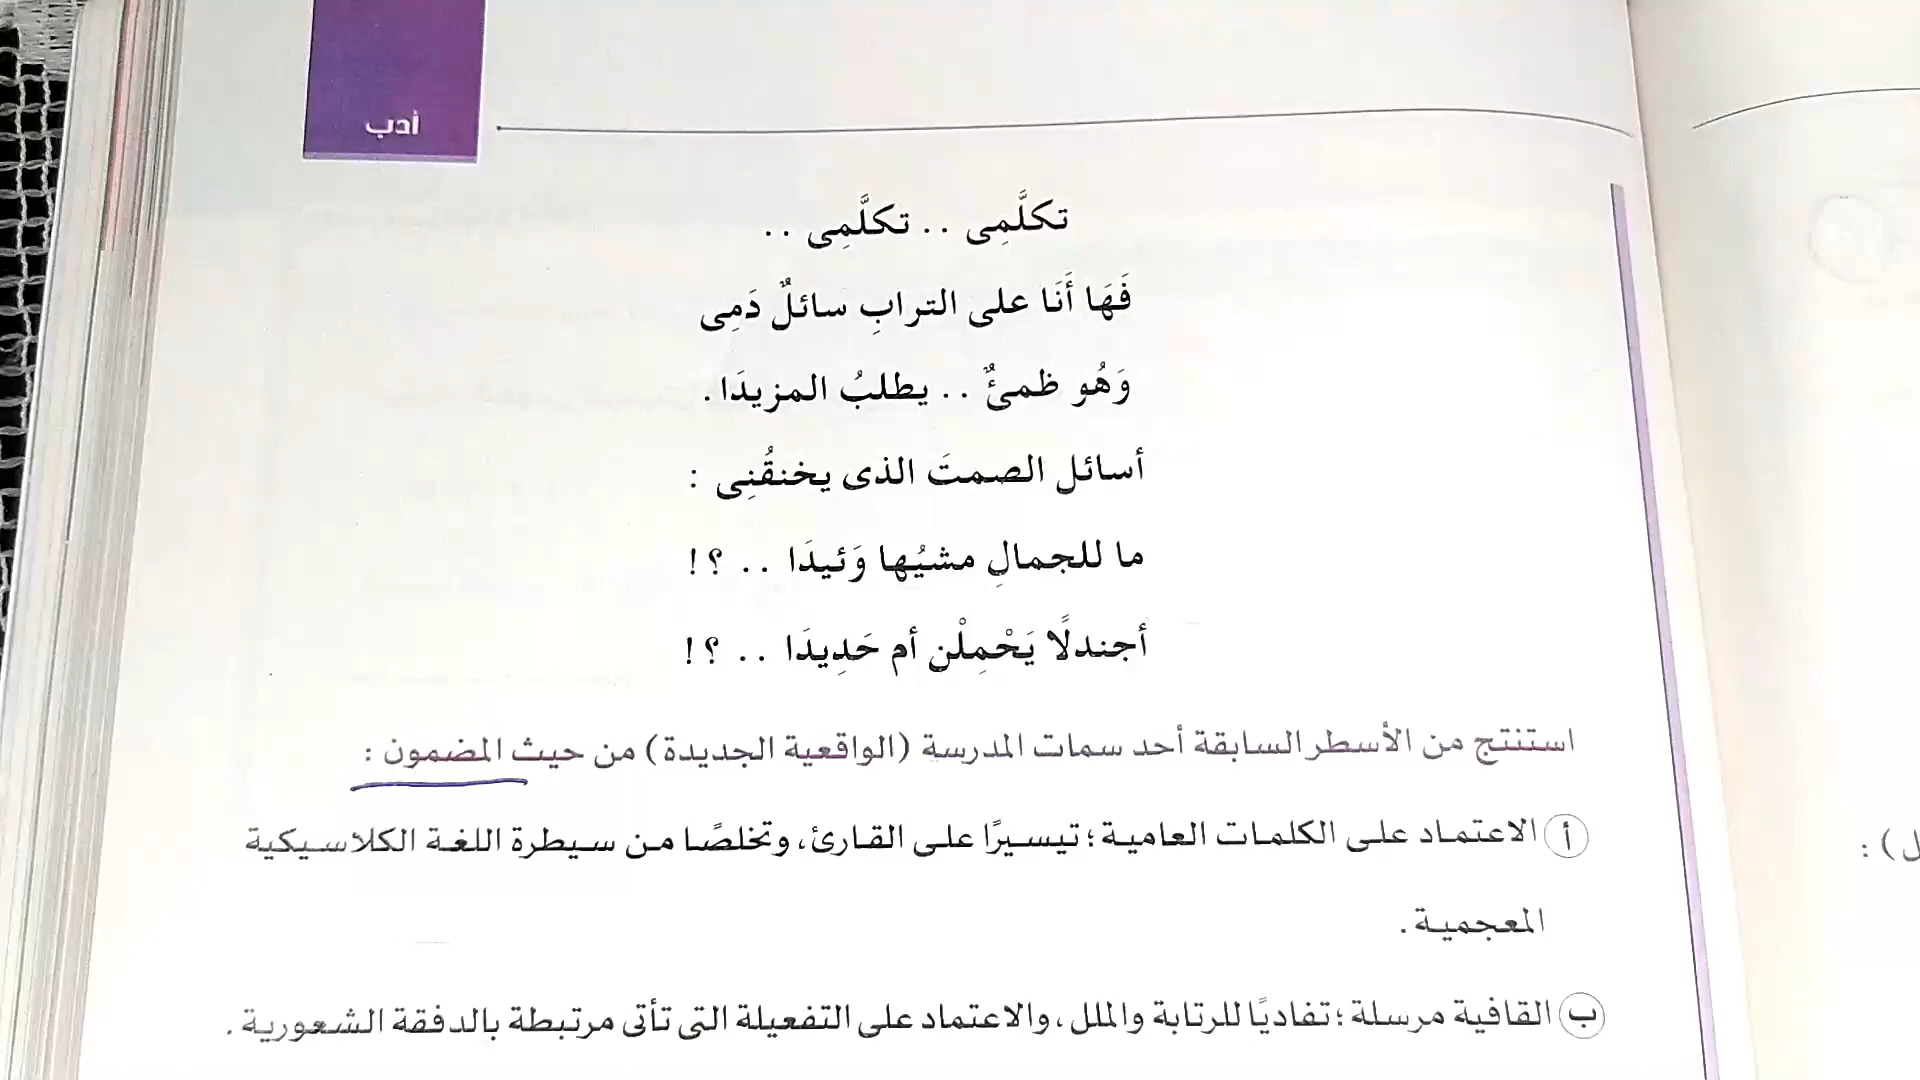 أدب
تكلَّمِى .. تكلَّمِى ..
فَهَا أَنَا على الترابِ سائلٌ دَمِى
وَهُو ظمئٌ .. يطلبُ المزيدَا.
أسائل الصمتَ الذى يخنقُنِى :
ما للجمالِ مشيُها وَئيدَا .. ؟!
أجندلًا يَحْمِلْن أم حَدِيدَا .. ؟!
استنتج من الأسطر السابقة أحد سمات المدرسة (الواقعية الجديدة) من حيث المضمون :
أ الاعتماد على الكلمات العامية؛ تيسيرًا على القارئ، وتخلصًا من سيطرة اللغة الكلاسيكية
المعجمية.
ب القافية مرسلة؛ تفاديًا للرتابة والملل، والاعتماد على التفعيلة التى تأتى مرتبطة بالدفقة الشعورية.
ل) :